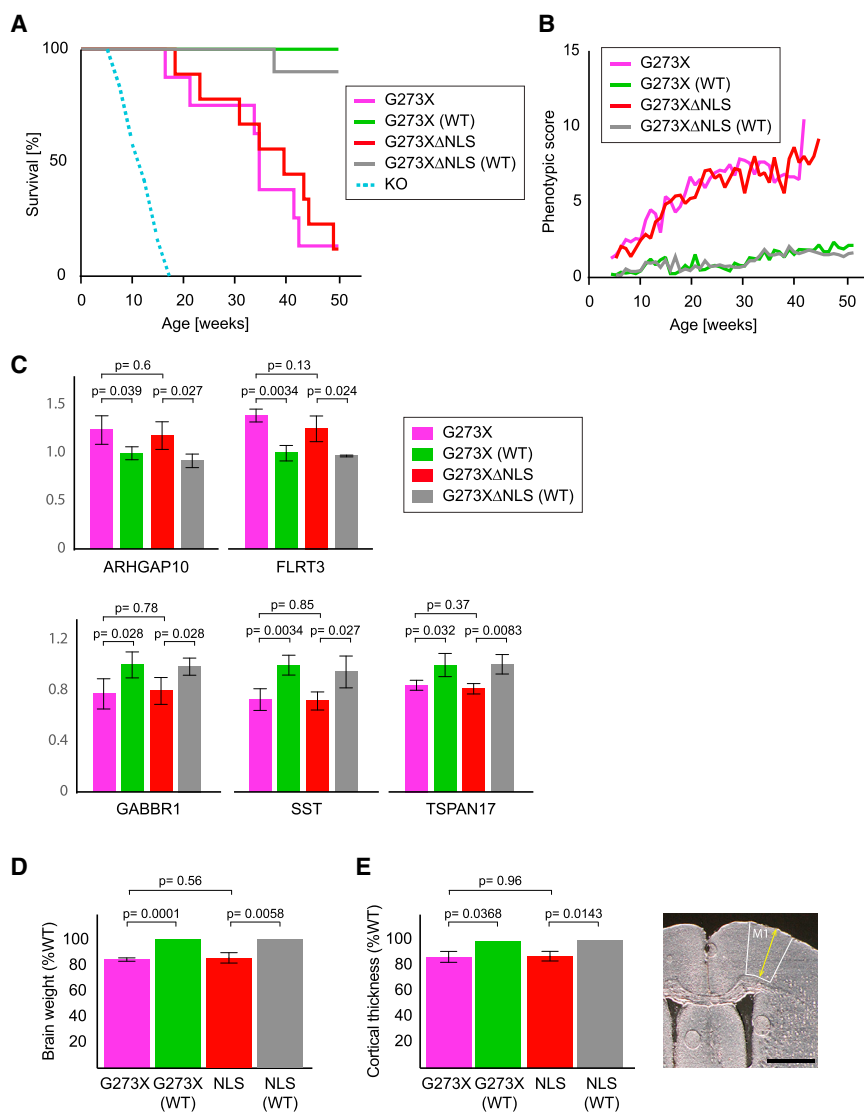 A
Survival [%]
100
50
0
0 10 20 30 40 50
Age [weeks]
G273X
G273X (WT)
G273XΔNLS
G273XΔNLS (WT)
KO
B
Phenotypic score
15
10
5
0
0 10 20 30 40 50
Age [weeks]
G273X
G273X (WT)
G273XΔNLS
G273XΔNLS (WT)
C
p= 0.6
p= 0.039 p= 0.027
p= 0.13
p= 0.0034 p= 0.024
1.5
1.0
0.5
0
ARHGAP10 FLRT3
G273X
G273X (WT)
G273XΔNLS
G273XΔNLS (WT)
p= 0.78
p= 0.028 p= 0.028
p= 0.85
p= 0.0034 p= 0.027
p= 0.37
p= 0.032 p= 0.0083
1.2
0.8
0.4
0
GABBR1 SST TSPAN17
D
p= 0.56
p= 0.0001 p= 0.0058
Brain weight (%WT)
100
80
60
40
20
G273X G273X (WT) NLS NLS (WT)
E
p= 0.96
p= 0.0368 p= 0.0143
Cortical thickness (%WT)
100
80
60
40
20
G273X G273X (WT) NLS NLS (WT)
M1